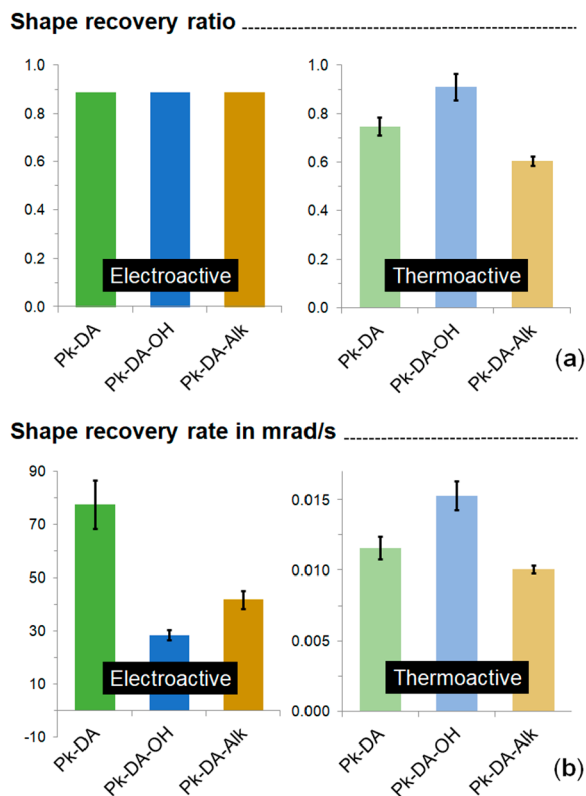 Shape recovery ratio
1.0
0.8
0.6
0.4
0.2
0.0
Electroactive
Pk-DA
Pk-DA-OH
Pk-DA-Alk
1.0
0.8
0.6
0.4
0.2
0.0
Thermoactive
Pk-DA
Pk-DA-OH
Pk-DA-Alk
(a)
Shape recovery rate in mrad/s
90
70
50
30
10
-10
Electroactive
Pk-DA
Pk-DA-OH
Pk-DA-Alk
0.015
0.010
0.005
0.000
Thermoactive
Pk-DA
Pk-DA-OH
Pk-DA-Alk
(b)